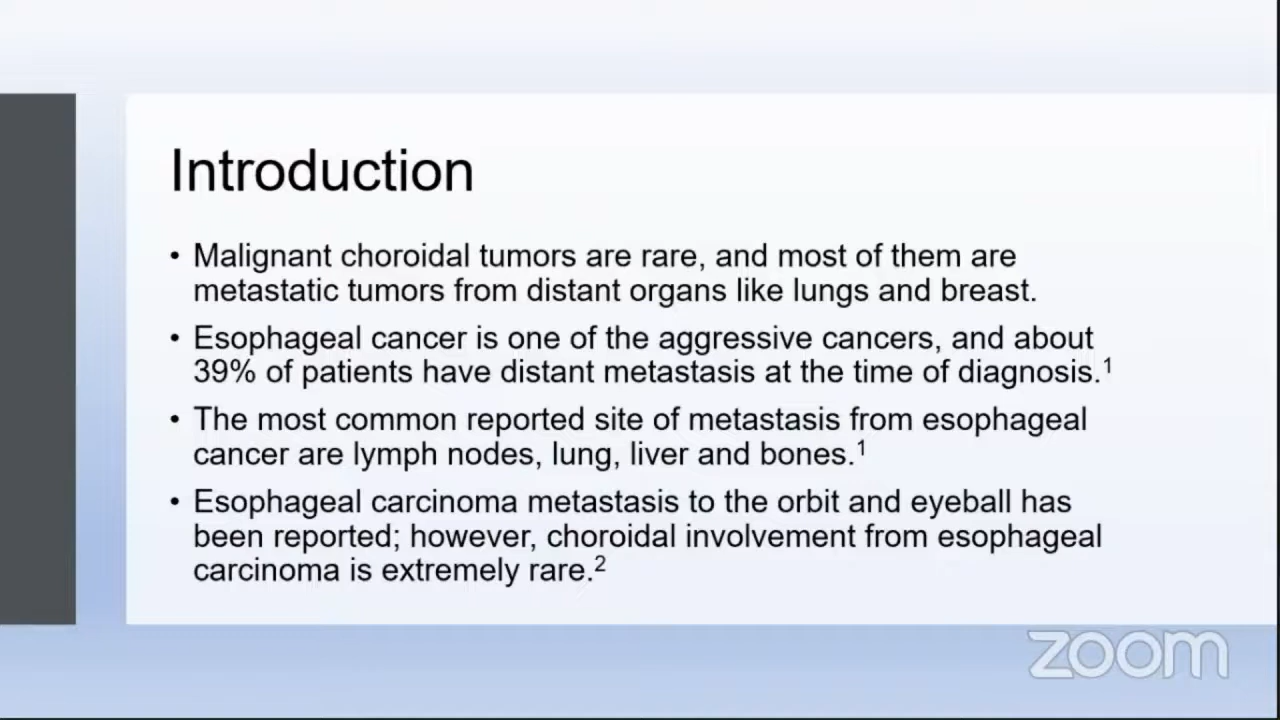 Introduction
• Malignant choroidal tumors are rare, and most of them are
metastatic tumors from distant organs like lungs and breast.
• Esophageal cancer is one of the aggressive cancers, and about
39% of patients have distant metastasis at the time of diagnosis.¹
• The most common reported site of metastasis from esophageal
cancer are lymph nodes, lung, liver and bones.¹
• Esophageal carcinoma metastasis to the orbit and eyeball has
been reported; however, choroidal involvement from esophageal
carcinoma is extremely rare.²
zoom